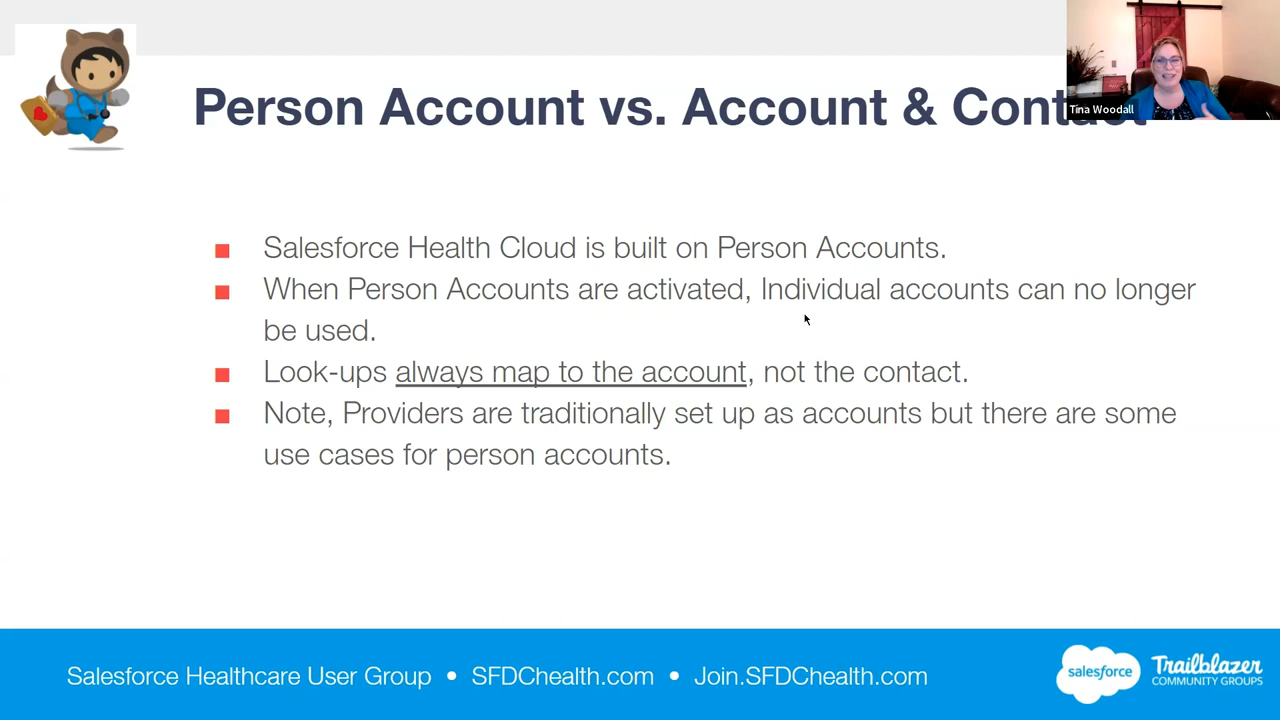 Tina Woodall
Person Account vs. Account &
Salesforce Health Cloud is built on Person Accounts.
When Person Accounts are activated, Individual accounts can no longer
be used.
Look-ups always map to the account, not the contact.
Note, Providers are traditionally set up as accounts but there are some
use cases for person accounts.
Salesforce Healthcare User Group • SFDChealth.com • Join.SFDChealth.com
salesforce
Trailblazer
COMMUNITY GROUPS